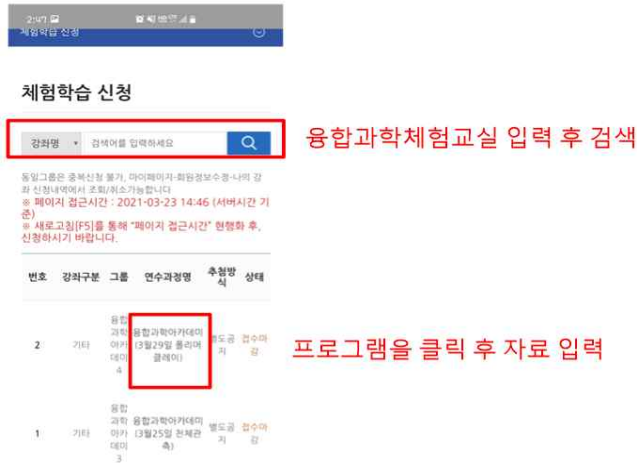 2:47
체험학습 신청
체험학습 신청
강좌명 검색어를 입력하세요
융합과학체험교실 입력 후 검색
동일그룹은 중복신청 불가, 마이페이지-회원정보수정-나의 강
좌 신청내역에서 조회/취소가능합니다
※ 페이지 접근시간 : 2021-03-23 14:46 (서버시간 기
준)
※ 새로고침[F5]를 통해 "페이지 접근시간" 현행화 후,
신청하시기 바랍니다.
번호 강좌구분 그룹 연수과정명 추첨방식 상태
2 기타 융합과학아카데미4 융합과학아카데미(3월29일 폴리머클레이) 별도공지 접수마감
프로그램을 클릭 후 자료 입력
1 기타 융합과학아카데미3 융합과학아카데미(3월25일 천체관측) 별도공지 접수마감